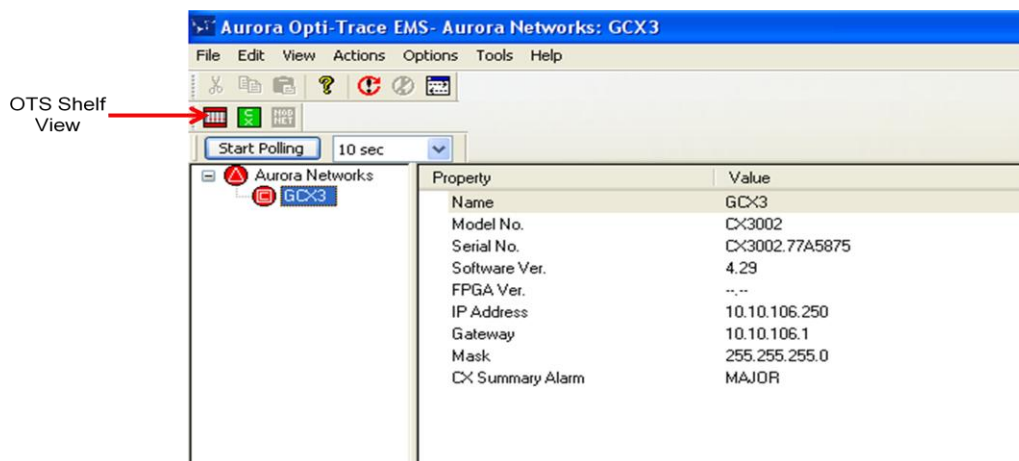 Aurora Opti-Trace EMS- Aurora Networks: GCX3
File Edit View Actions Options Tools Help
OTS Shelf
View
CX
MOD
NET
Start Polling 10 sec
Aurora Networks
GCX3
Property Value
Name GCX3
Model No. CX3002
Serial No. CX3002.77A5875
Software Ver. 4.29
FPGA Ver. --.--
IP Address 10.10.106.250
Gateway 10.10.106.1
Mask 255.255.255.0
CX Summary Alarm MAJOR